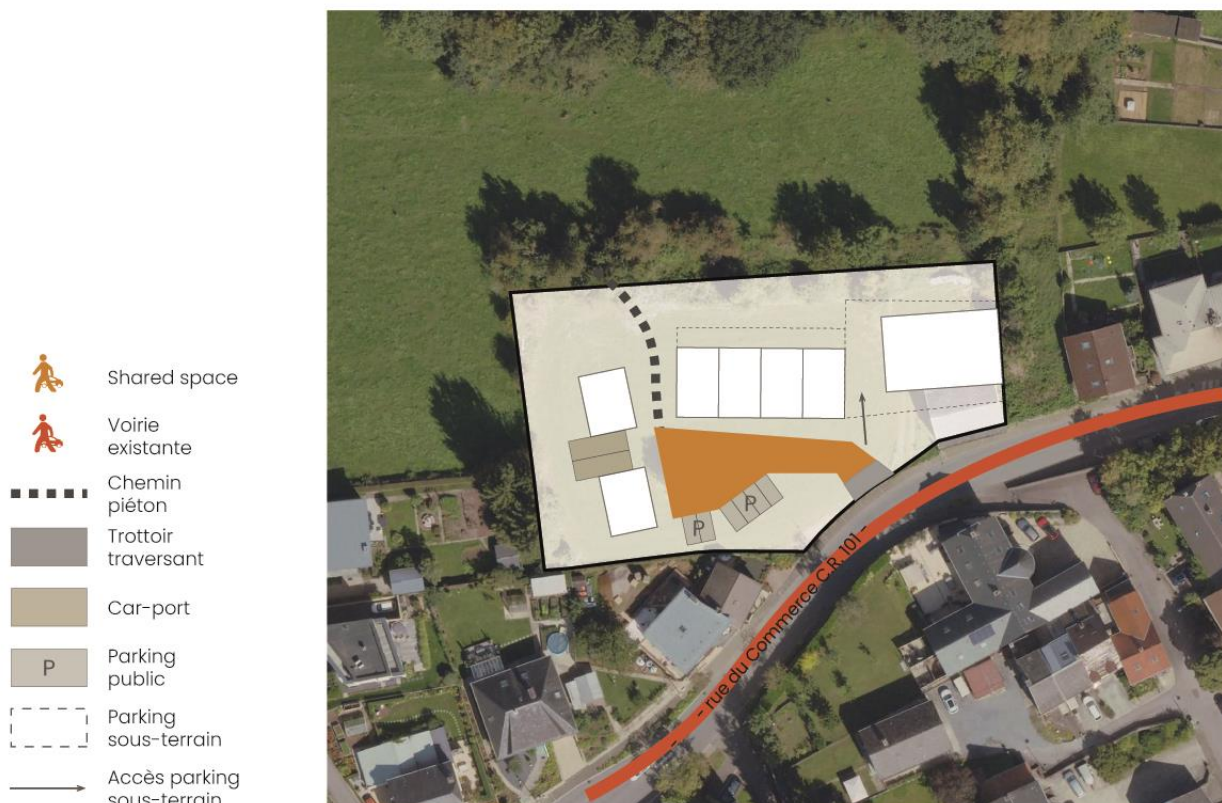 Shared space
Voirie
existante
Chemin
piéton
Trottoir
traversant
Car-port
P
Parking
public
Parking
sous-terrain
Accès parking
sous-terrain
P
P
- rue du Commerce C.R. 101 -